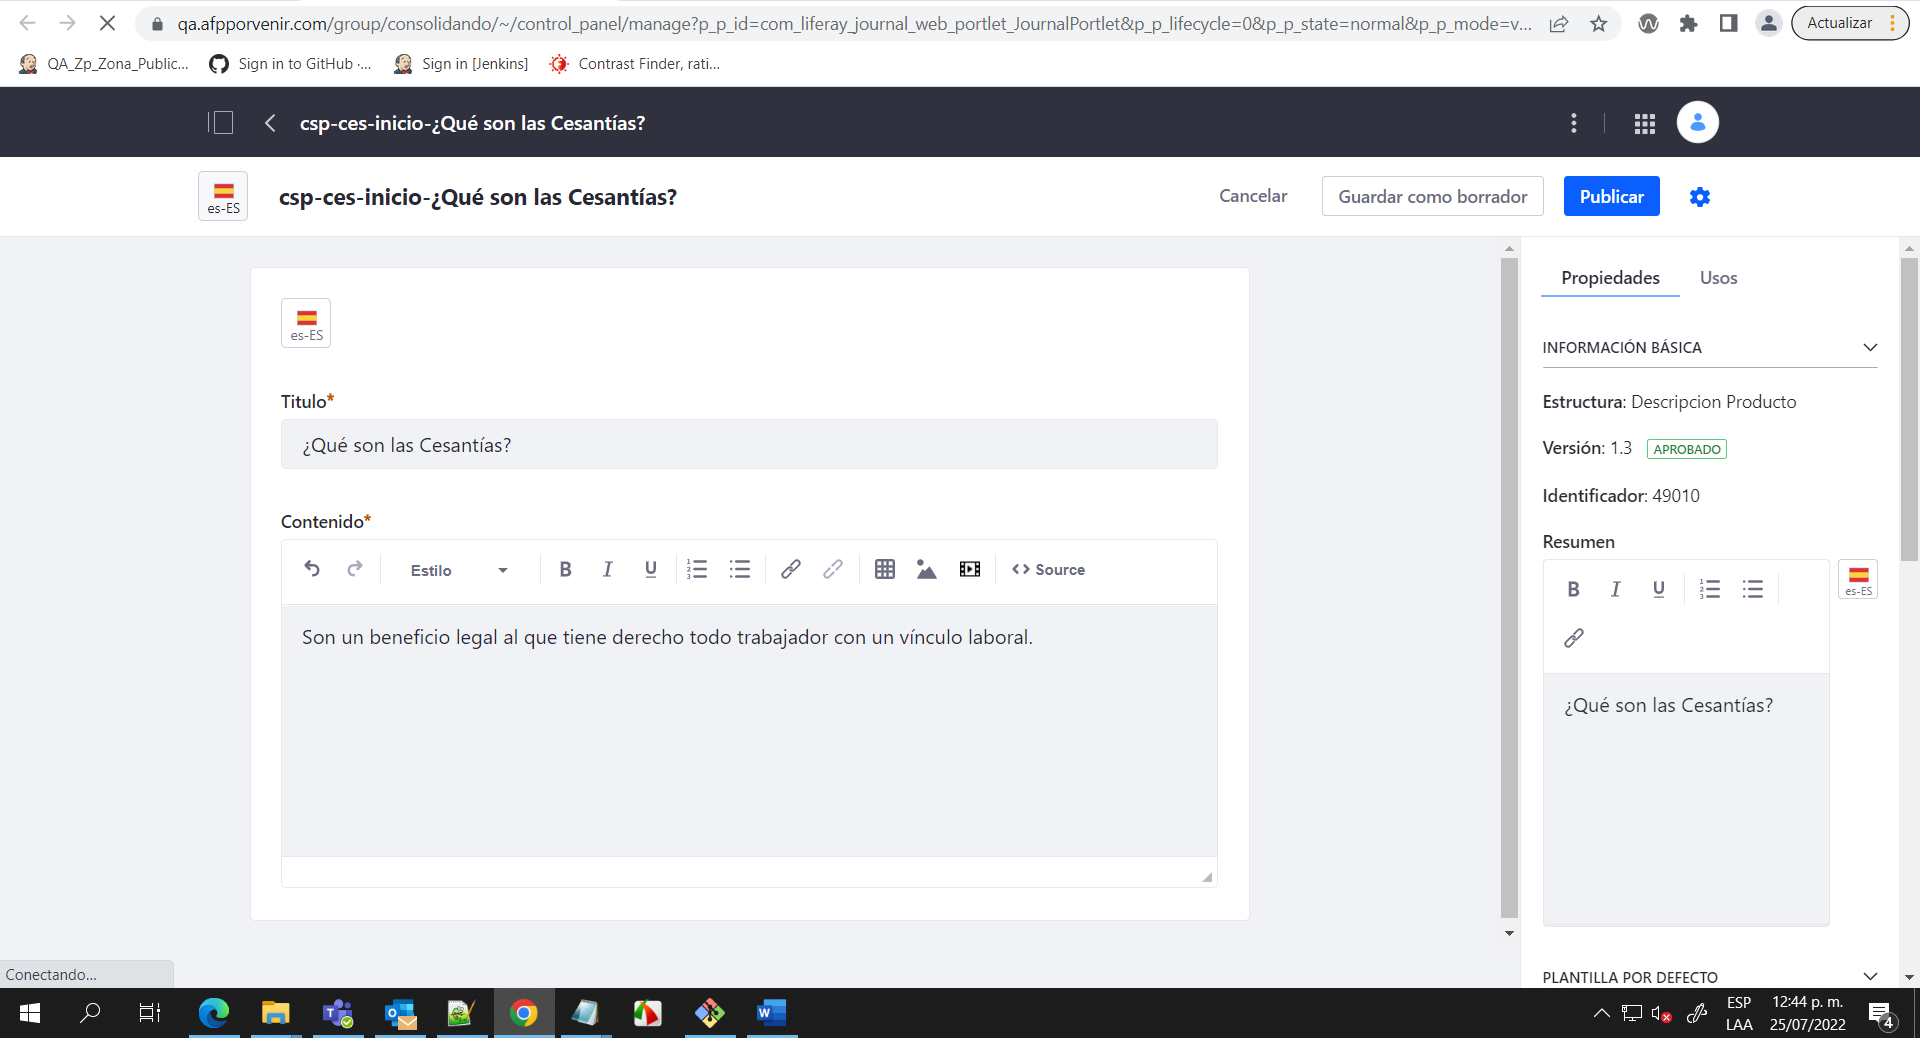 qa.afpporvenir.com/group/consolidando/~/control_panel/manage?p_p_id=com_liferay_journal_web_portlet_JournalPortlet&p_p_lifecycle=0&p_p_state=normal&p_p_mode=v...
Actualizar
QA_Zp_Zona_Public...
Sign in to GitHub ·...
Sign in [Jenkins]
Contrast Finder, rati...
csp-ces-inicio-¿Qué son las Cesantías?
es-ES
csp-ces-inicio-¿Qué son las Cesantías?
Cancelar
Guardar como borrador
Publicar
es-ES
Titulo*
¿Qué son las Cesantías?
Contenido*
Estilo
B I U
Source
Son un beneficio legal al que tiene derecho todo trabajador con un vínculo laboral.
Propiedades
Usos
INFORMACIÓN BÁSICA
Estructura: Descripcion Producto
Versión: 1.3 APROBADO
Identificador: 49010
Resumen
B I U
es-ES
¿Qué son las Cesantías?
PLANTILLA POR DEFECTO
Conectando...
ESP
LAA
12:44 p. m.
25/07/2022
4